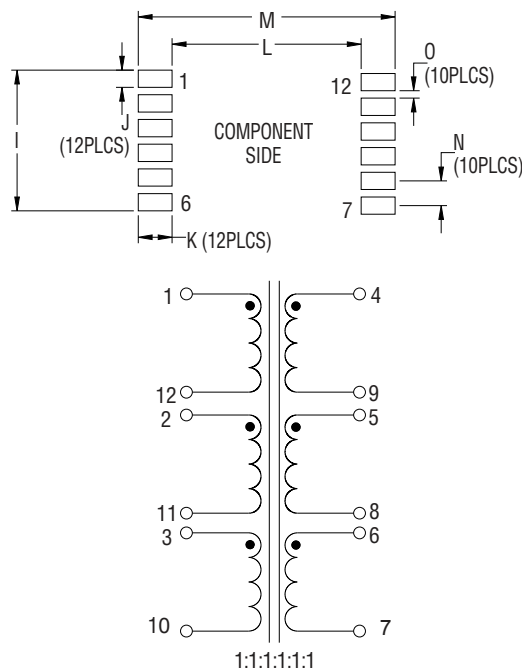 M
L
O
(10PLCS)
1
12
J
(12PLCS)
I
COMPONENT
SIDE
N
(10PLCS)
6
7
K (12PLCS)
1
4
12
9
2
5
11
8
3
6
10
7
1:1:1:1:1:1